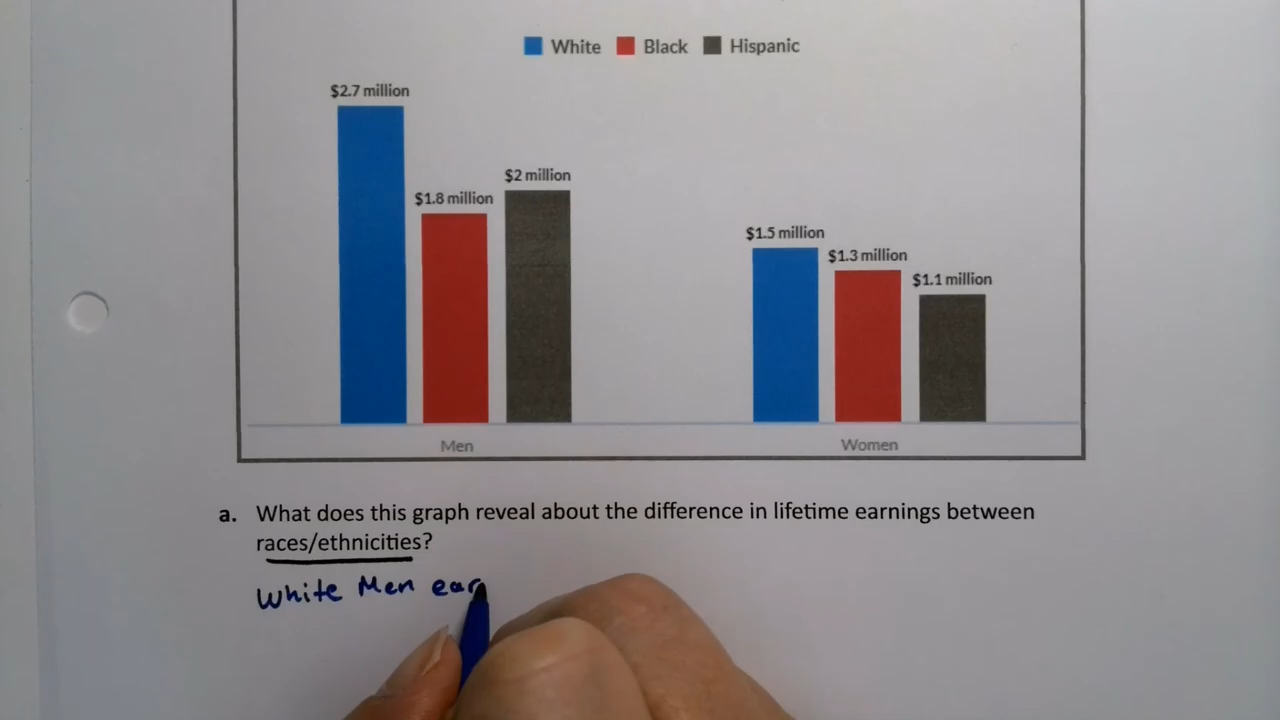 White Black Hispanic
$2.7 million
$2 million
$1.8 million
$1.5 million
$1.3 million
$1.1 million
Men Women
a. What does this graph reveal about the difference in lifetime earnings between
races/ethnicities?
White Men ear